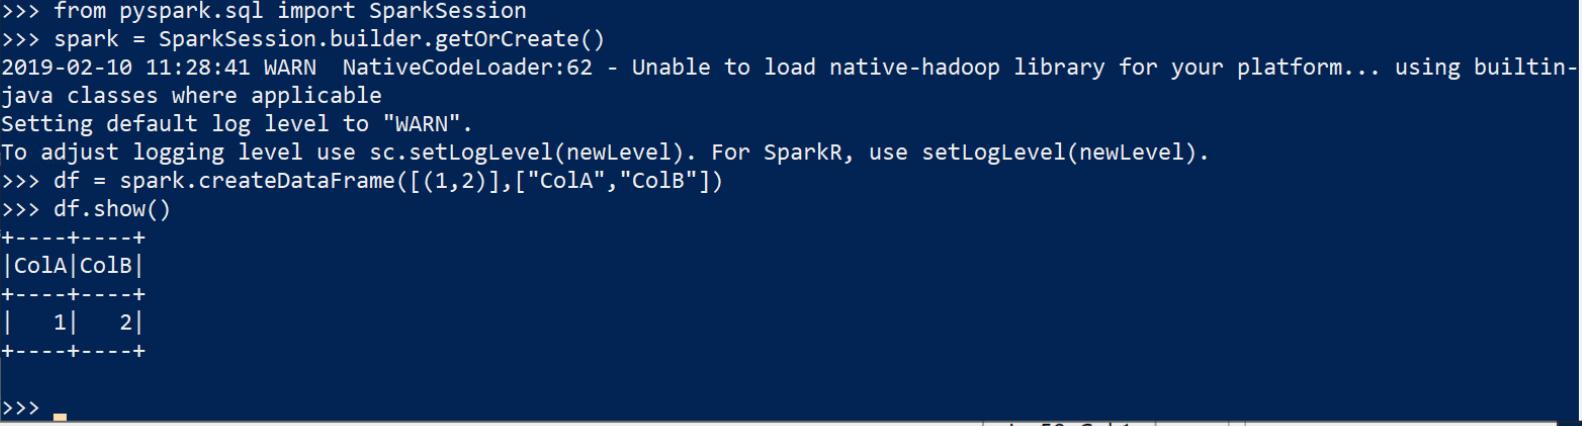 >>> from pyspark.sql import SparkSession
>>> spark = SparkSession.builder.getOrCreate()
2019-02-10 11:28:41 WARN  NativeCodeLoader:62 - Unable to load native-hadoop library for your platform... using builtin-
java classes where applicable
Setting default log level to "WARN".
To adjust logging level use sc.setLogLevel(newLevel). For SparkR, use setLogLevel(newLevel).
>>> df = spark.createDataFrame([(1,2)],["ColA","ColB"])
>>> df.show()
+----+----+
|ColA|ColB|
+----+----+
|   1|   2|
+----+----+
>>>